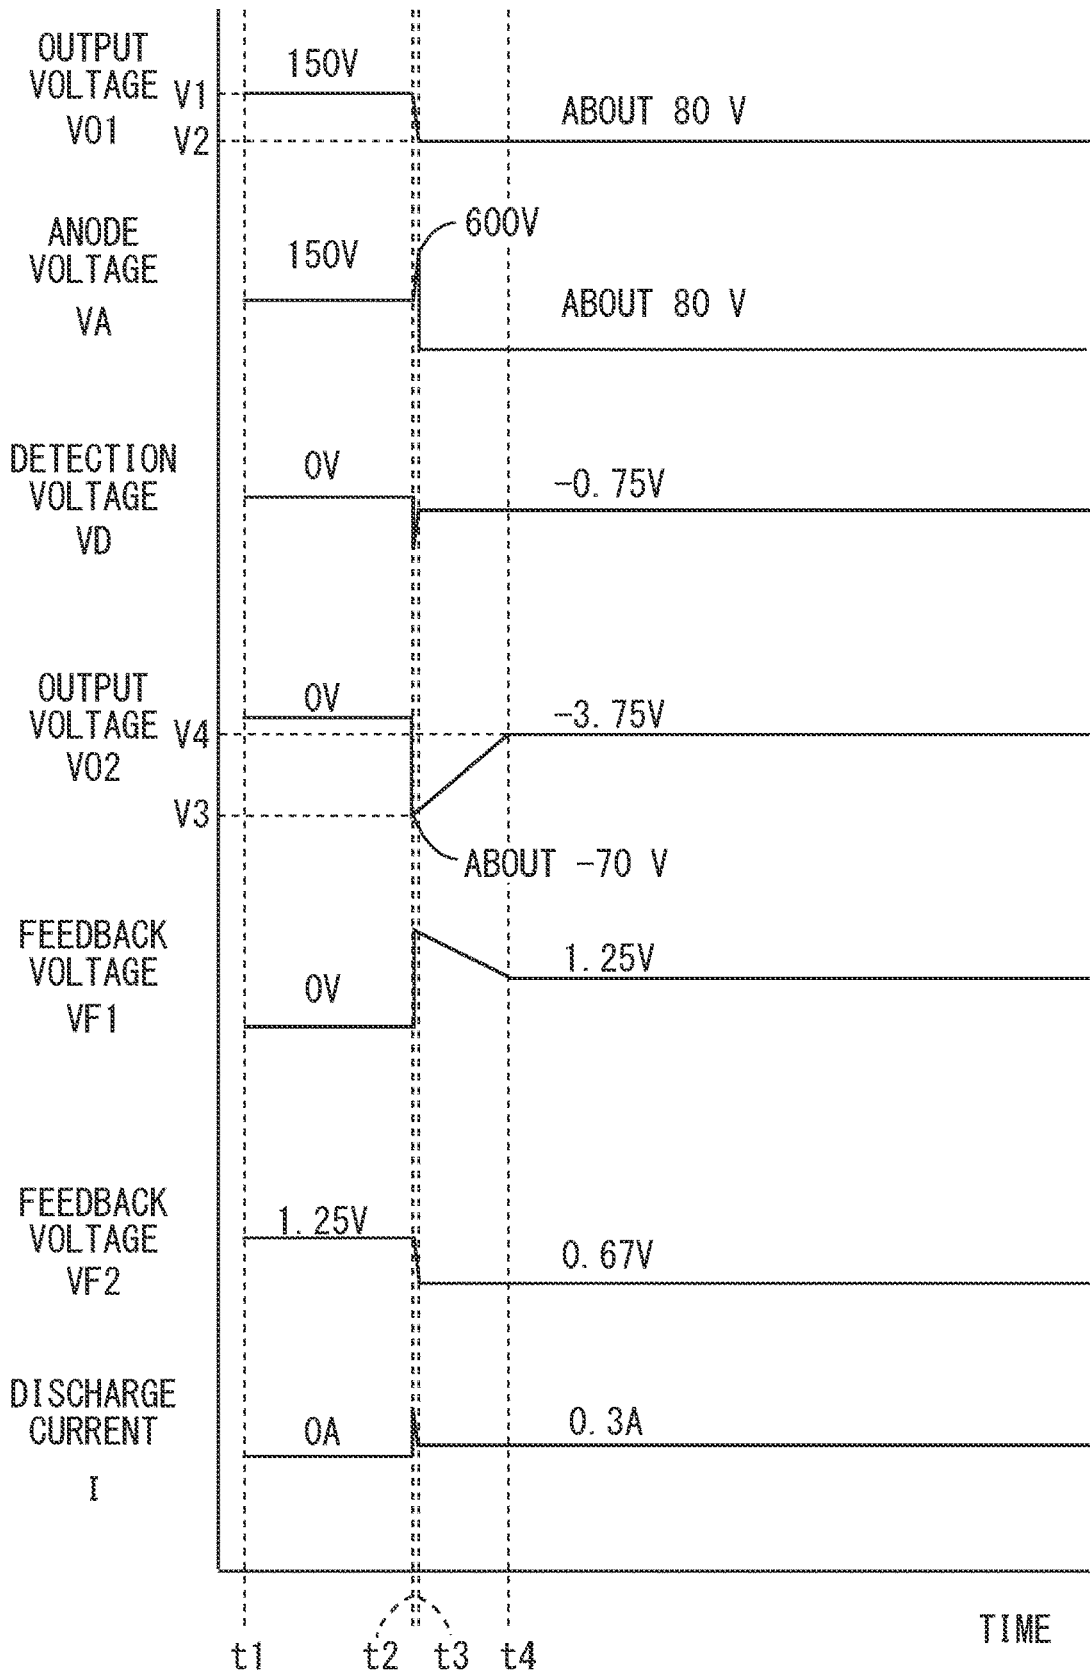 OUTPUT
VOLTAGE
VO1
V1
V2
150V
ABOUT 80 V
ANODE
VOLTAGE
VA
150V
600V
ABOUT 80 V
DETECTION
VOLTAGE
VD
0V
-0.75V
OUTPUT
VOLTAGE
VO2
V4
V3
0V
-3.75V
ABOUT -70 V
FEEDBACK
VOLTAGE
VF1
0V
1.25V
FEEDBACK
VOLTAGE
VF2
1.25V
0.67V
DISCHARGE
CURRENT
I
0A
0.3A
t1
t2
t3
t4
TIME